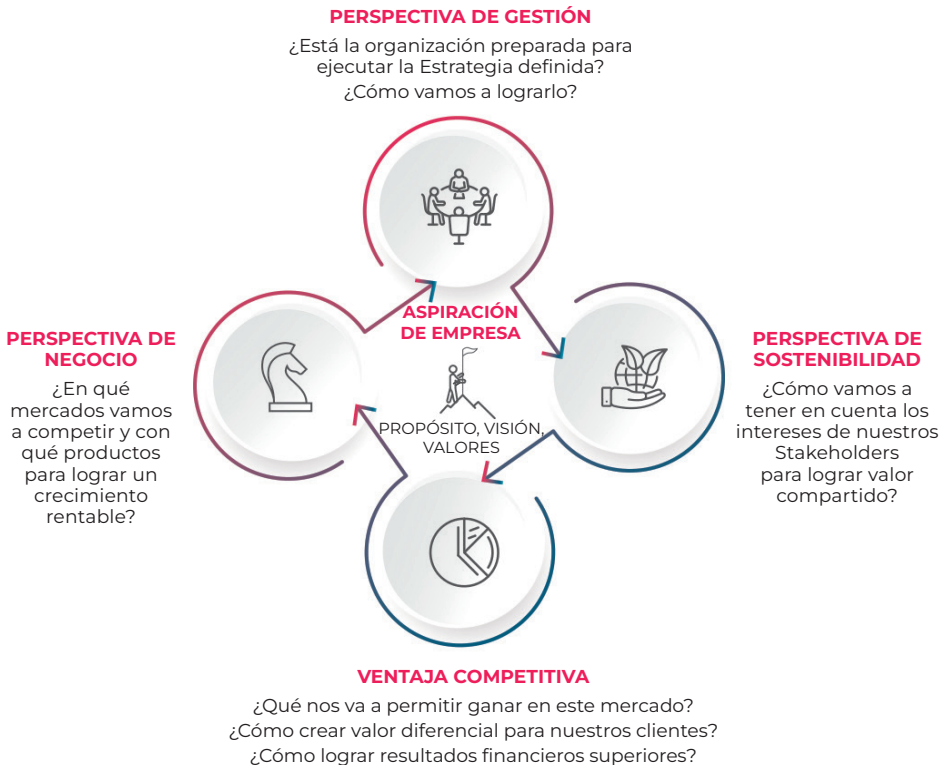 PERSPECTIVA DE GESTIÓN
¿Está la organización preparada para
ejecutar la Estrategia definida?
¿Cómo vamos a lograrlo?
ASPIRACIÓN
DE EMPRESA
PROPÓSITO, VISIÓN,
VALORES
PERSPECTIVA DE
NEGOCIO
¿En qué
mercados vamos
a competir y con
qué productos
para lograr un
crecimiento
rentable?
PERSPECTIVA DE
SOSTENIBILIDAD
¿Cómo vamos a
tener en cuenta los
intereses de nuestros
Stakeholders
para lograr valor
compartido?
VENTAJA COMPETITIVA
¿Qué nos va a permitir ganar en este mercado?
¿Cómo crear valor diferencial para nuestros clientes?
¿Cómo lograr resultados financieros superiores?